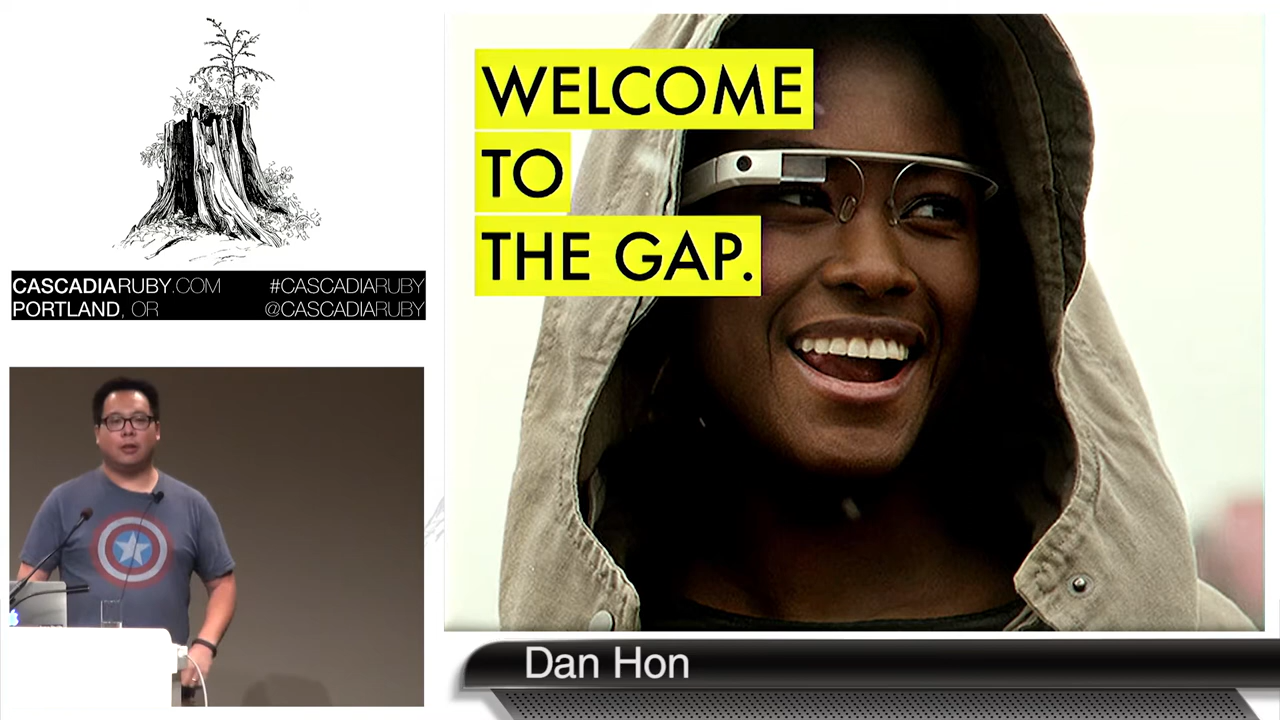 CASCADIARUBY.COM #CASCADIARUBY
PORTLAND, OR @CASCADIARUBY
WELCOME
TO
THE GAP.
Dan Hon